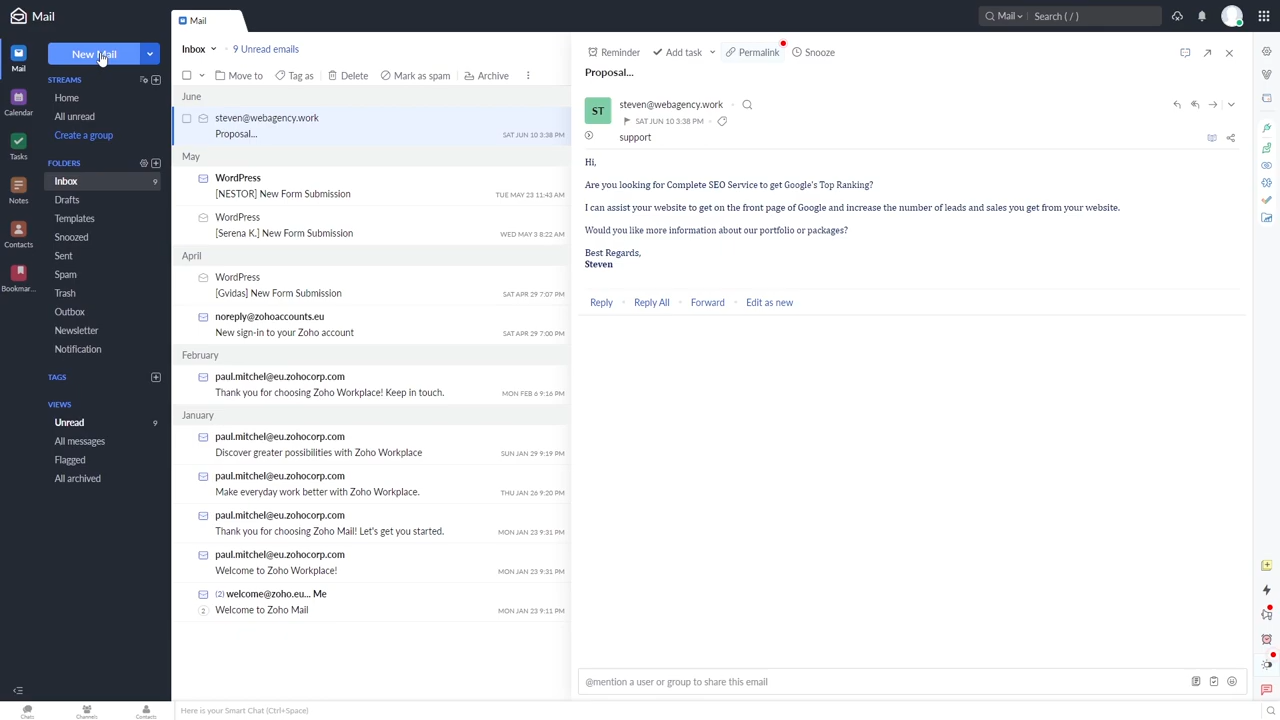 Mail
Mail
Mail
Search ( / )
New Mail
Mail
Calendar
Tasks
Notes
Contacts
Bookmar...
STREAMS
Home
All unread
Create a group
FOLDERS
Inbox 9
Drafts
Templates
Snoozed
Sent
Spam
Trash
Outbox
Newsletter
Notification
TAGS
VIEWS
Unread 9
All messages
Flagged
All archived
Inbox 9 Unread emails
Move to Tag as Delete Mark as spam Archive
June
steven@webagency.work
Proposal... SAT JUN 10 3:38 PM
May
WordPress
[NESTOR] New Form Submission TUE MAY 23 11:43 AM
WordPress
[Serena K.] New Form Submission WED MAY 3 8:22 AM
April
WordPress
[Gvidas] New Form Submission SAT APR 29 7:07 PM
noreply@zohoaccounts.eu
New sign-in to your Zoho account SAT APR 29 7:00 PM
February
paul.mitchel@eu.zohocorp.com
Thank you for choosing Zoho Workplace! Keep in touch. MON FEB 6 9:16 PM
January
paul.mitchel@eu.zohocorp.com
Discover greater possibilities with Zoho Workplace SUN JAN 29 9:19 PM
paul.mitchel@eu.zohocorp.com
Make everyday work better with Zoho Workplace. THU JAN 26 9:20 PM
paul.mitchel@eu.zohocorp.com
Thank you for choosing Zoho Mail! Let's get you started. MON JAN 23 9:31 PM
paul.mitchel@eu.zohocorp.com
Welcome to Zoho Workplace! MON JAN 23 9:31 PM
(2) welcome@zoho.eu... Me
2 Welcome to Zoho Mail MON JAN 23 9:11 PM
Reminder Add task Permalink Snooze
Proposal...
ST
steven@webagency.work
SAT JUN 10 3:38 PM
support
Hi,
Are you looking for Complete SEO Service to get Google's Top Ranking?
I can assist your website to get on the front page of Google and increase the number of leads and sales you get from your website.
Would you like more information about our portfolio or packages?
Best Regards,
Steven
Reply Reply All Forward Edit as new
@mention a user or group to share this email
Chats Channels Contacts
Here is your Smart Chat (Ctrl+Space)